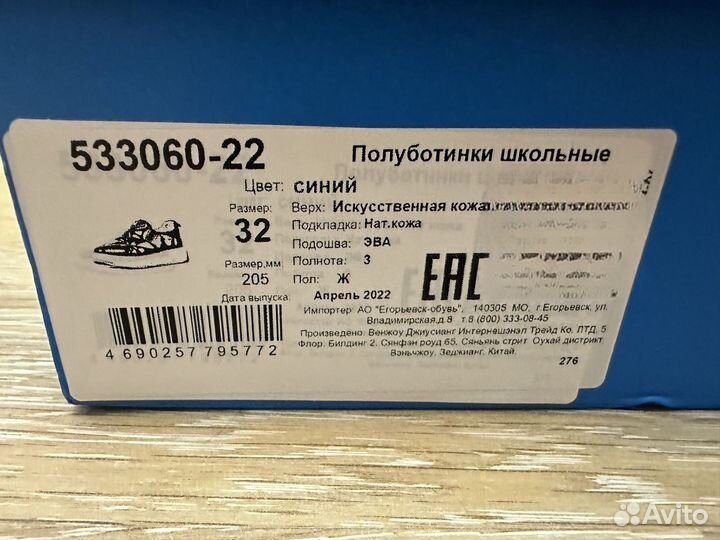 533060-22
Полуботинки школьные
Цвет: синий
Размер: 32
Верх: Искусственная кожа
Подкладка: Нат.кожа
Подошва: ЭВА
Размер,мм: 205
Полнота: 3
Пол: Ж
Дата выпуска: Апрель 2022
EAC
Импортер: АО "Егорьевск-обувь", 140305 МО, г.Егорьевск, ул.
Владимирская,д.8 т.8 (800) 333-08-45
Произведено: Венжоу Джиусианг Интернешэнэл Трейд Ко. ЛТД, 5
Флор. Билдинг 2, Сянфэн роуд 65, Сяньянь стрит. Оухай дистрикт.
Вэньчжоу, Зеджианг, Китай.
276
4 690257 795772
Avito